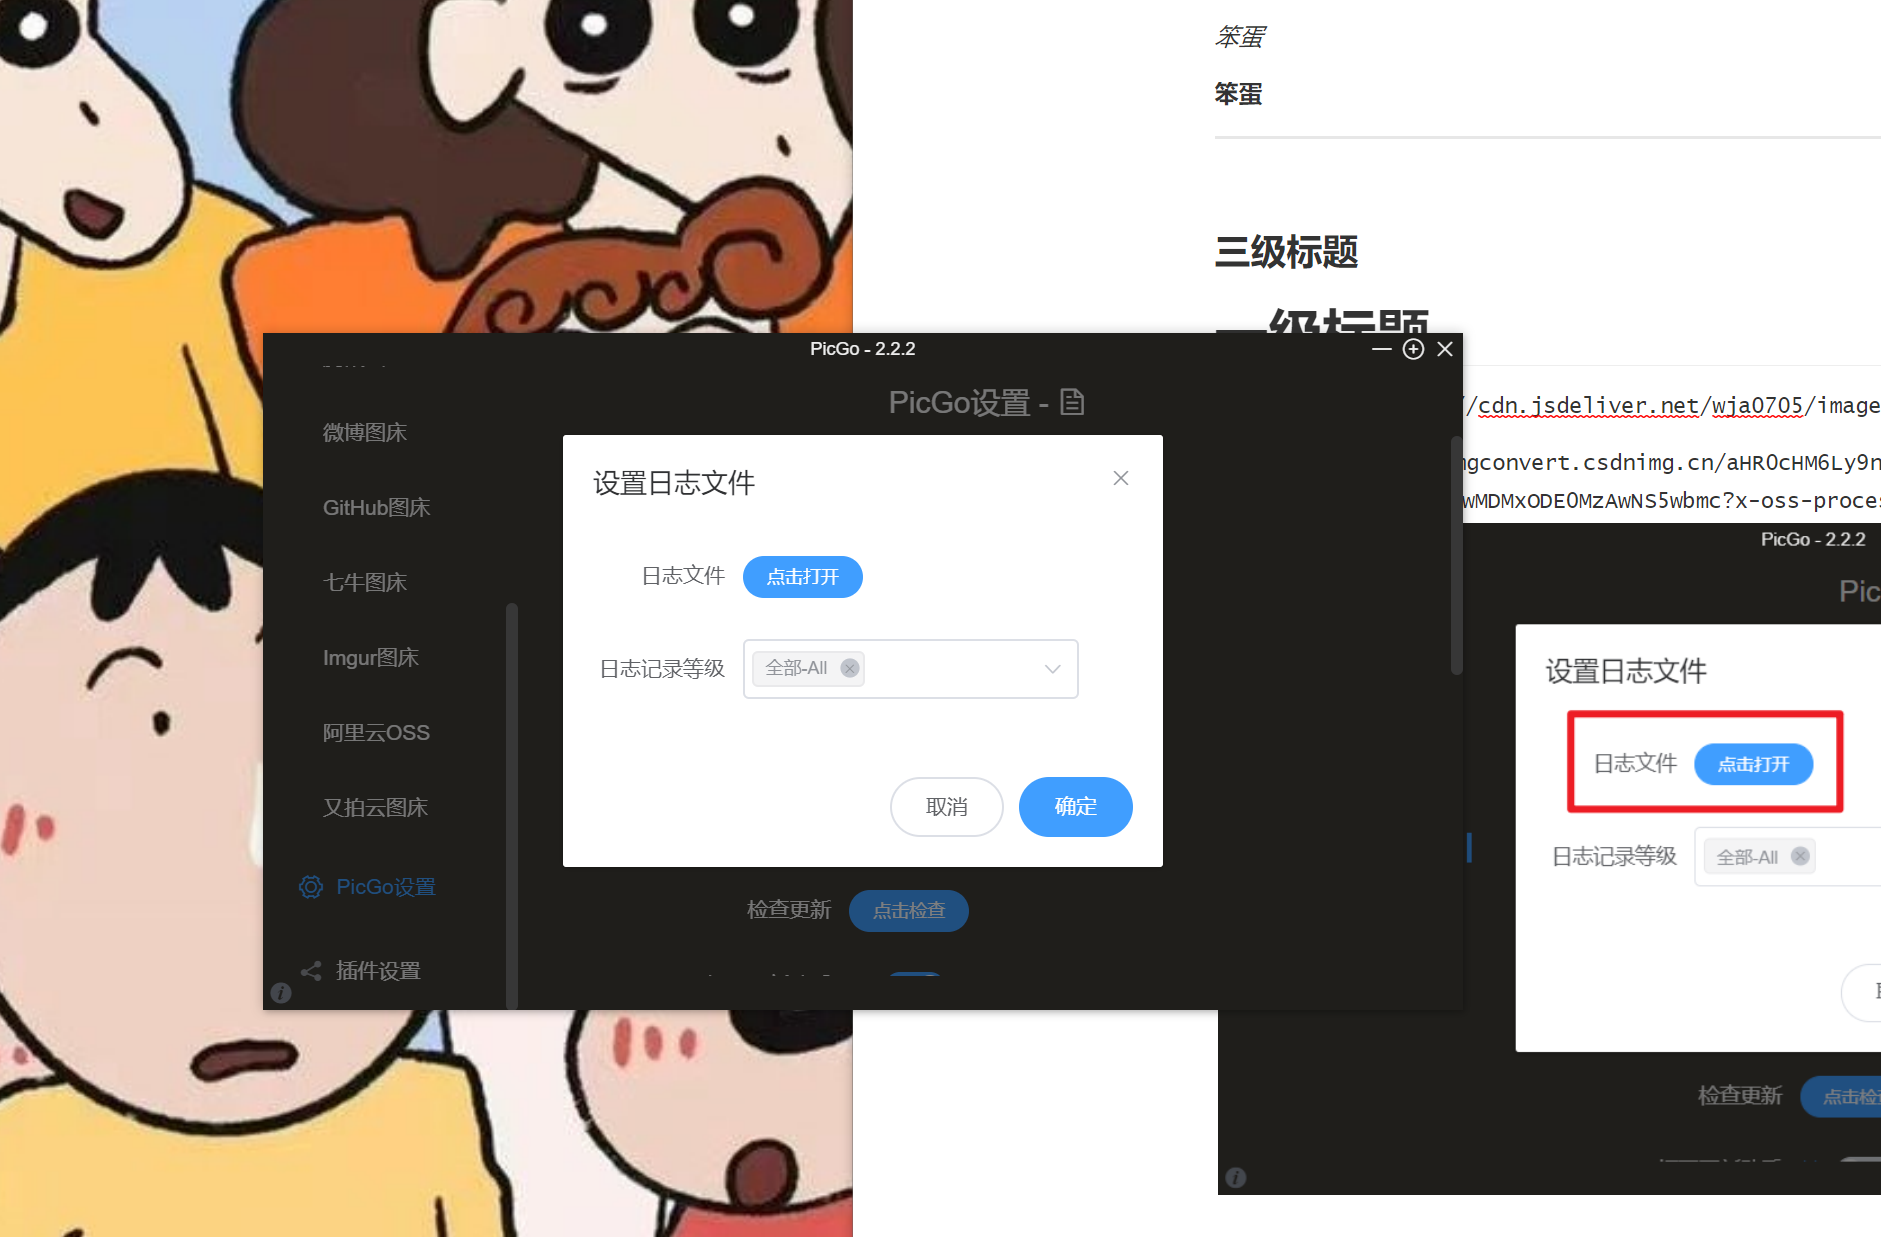 笨蛋
笨蛋
三级标题
一级标题
/cdn.jsdeliver.net/wja0705/image
gconvert.csdnimg.cn/aHR0cHM6Ly9n
wMDMxODE0MzAwNS5wbmc?x-oss-proces
PicGo - 2.2.2
PicGo设置 -
微博图床
GitHub图床
七牛图床
Imgur图床
阿里云OSS
又拍云图床
PicGo设置
插件设置
设置日志文件
日志文件 点击打开
日志记录等级 全部-All
取消 确定
检查更新 点击检查
PicGo - 2.2.2
Pic
设置日志文件
日志文件 点击打开
日志记录等级 全部-All
检查更新 点击检